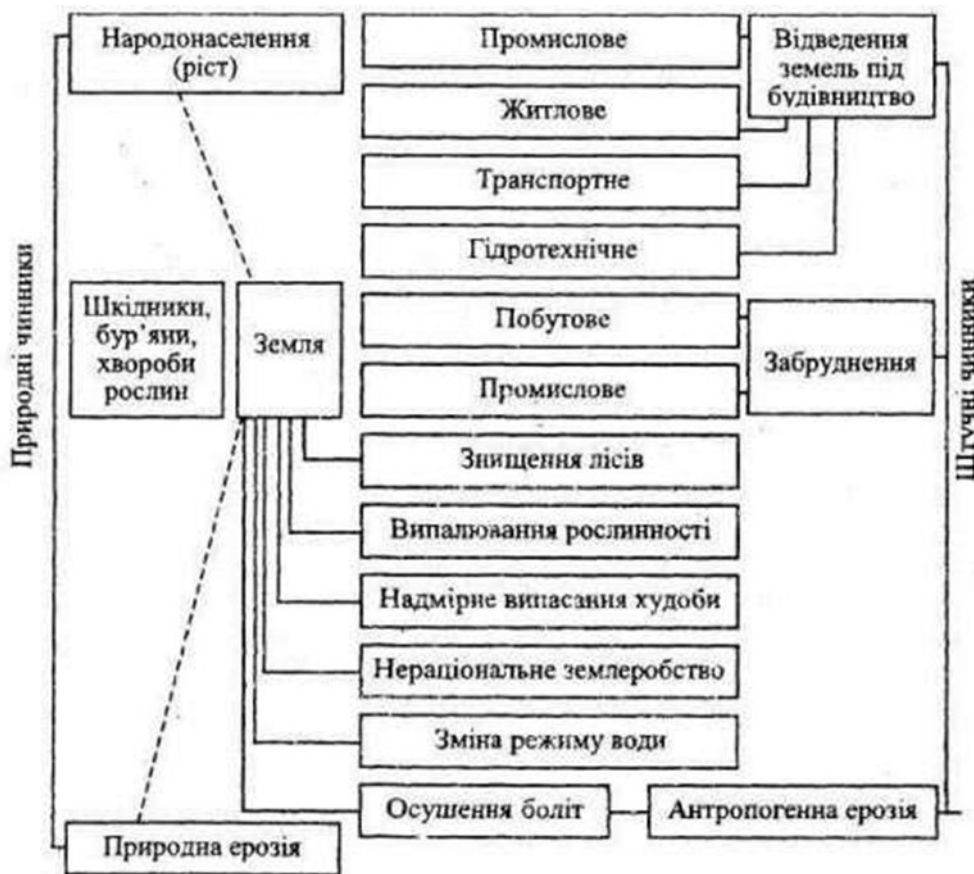 Народонаселення
(ріст)
Промислове
Відведення
земель під
будівництво
Житлове
Транспортне
Гідротехнічне
Природні чинники
Шкідники,
бур’яни,
хвороби
рослин
Земля
Побутове
Промислове
Забруднення
Штучні чинники
Знищення лісів
Випалювання рослинності
Надмірне випасання худоби
Нераціональне землеробство
Зміна режиму води
Осушення боліт
Антропогенна ерозія
Природна ерозія